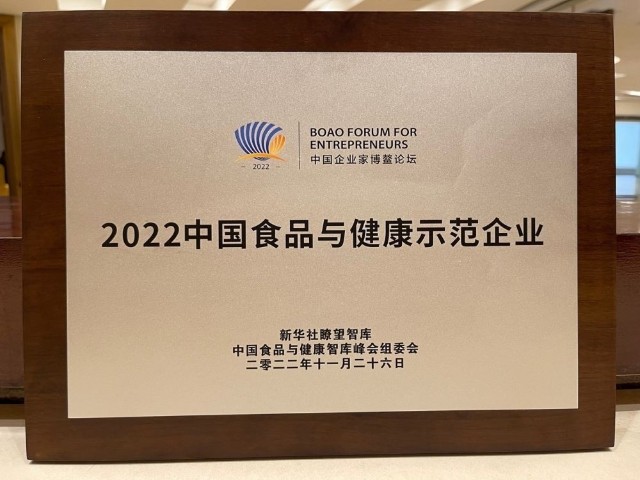 BOAO FORUM FOR
ENTREPRENEURS
中国企业家博鳌论坛
2022
2022中国食品与健康示范企业
新华社瞭望智库
中国食品与健康智库峰会组委会
二零二二年十一月二十六日